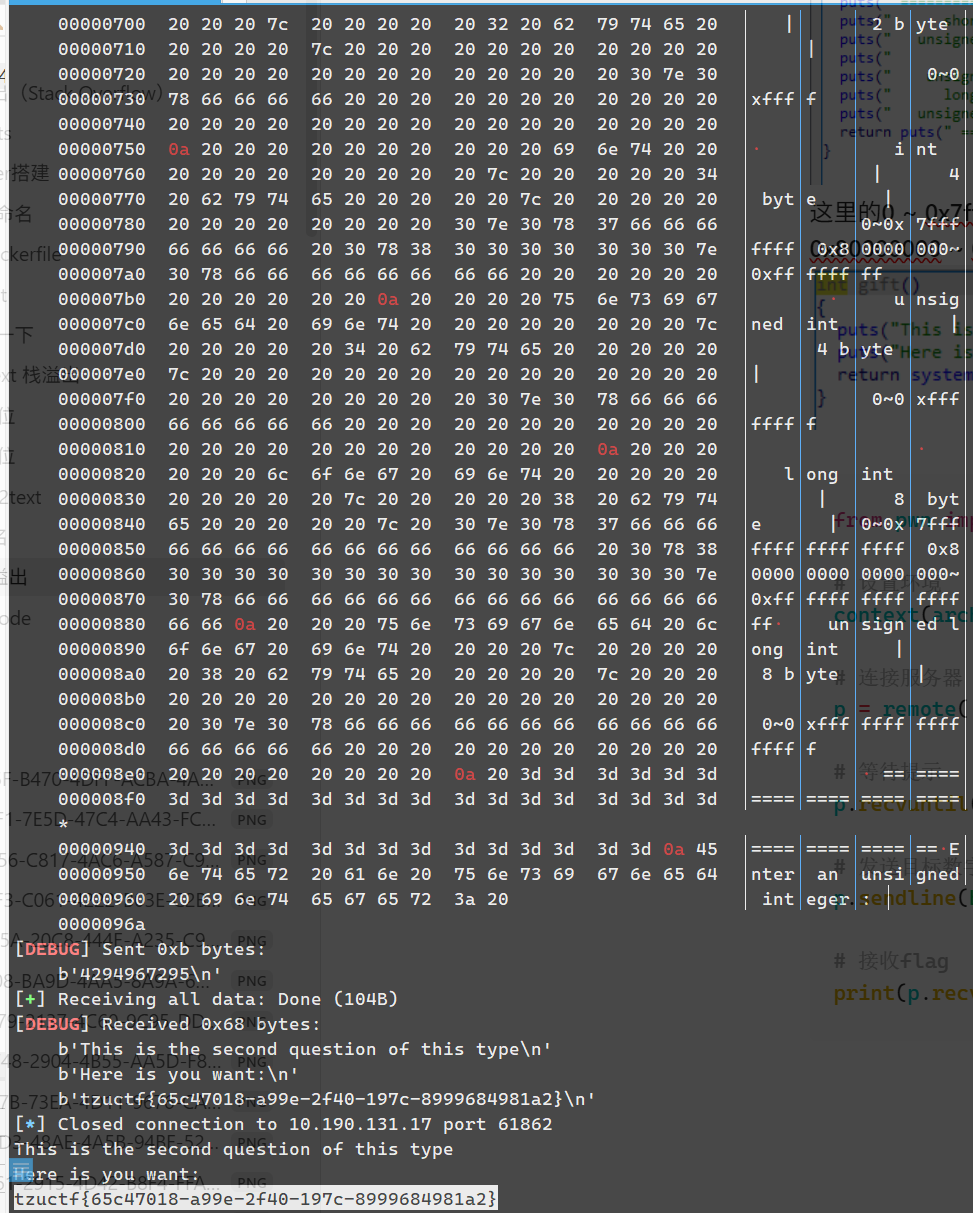 00000700 20 20 20 7c 20 20 20 20 20 32 20 62 79 74 65 20 | 2 b yte
00000710 20 20 20 20 7c 20 20 20 20 20 20 20 20 20 20 20 |
00000720 20 20 20 20 20 20 20 20 20 20 20 20 20 30 7e 30 0~0
00000730 78 66 66 66 66 20 20 20 20 20 20 20 20 20 20 20 xfff f
00000740 20 20 20 20 20 20 20 20 20 20 20 20 20 20 20 20
00000750 0a 20 20 20 20 20 20 20 20 20 20 69 6e 74 20 20 · i nt
00000760 20 20 20 20 20 20 20 20 20 7c 20 20 20 20 20 34 | 4
00000770 20 62 79 74 65 20 20 20 20 20 7c 20 20 20 20 20 byt e |
00000780 20 20 20 20 20 20 20 20 30 7e 30 78 37 66 66 66 0~0x 7fff
00000790 66 66 66 66 20 30 78 38 30 30 30 30 30 30 30 7e ffff 0x8 0000 000~
000007a0 30 78 66 66 66 66 66 66 66 66 20 20 20 20 20 20 0xff ffff ff
000007b0 20 20 20 20 20 20 0a 20 20 20 20 75 6e 73 69 67 · u nsig
000007c0 6e 65 64 20 69 6e 74 20 20 20 20 20 20 20 20 7c ned int |
000007d0 20 20 20 20 20 34 20 62 79 74 65 20 20 20 20 20 4 b yte
000007e0 7c 20 20 20 20 20 20 20 20 20 20 20 20 20 20 20 |
000007f0 20 20 20 20 20 20 20 20 20 30 7e 30 78 66 66 66 0~0 xfff
00000800 66 66 66 66 66 20 20 20 20 20 20 20 20 20 20 20 ffff f
00000810 20 20 20 20 20 20 20 20 20 20 20 20 0a 20 20 20 ·
00000820 20 20 20 6c 6f 6e 67 20 69 6e 74 20 20 20 20 20 l ong int
00000830 20 20 20 20 20 7c 20 20 20 20 20 38 20 62 79 74 | 8 byt
00000840 65 20 20 20 20 20 7c 20 30 7e 30 78 37 66 66 66 e | 0~0x 7fff
00000850 66 66 66 66 66 66 66 66 66 66 66 66 20 30 78 38 ffff ffff ffff 0x8
00000860 30 30 30 30 30 30 30 30 30 30 30 30 30 30 30 7e 0000 0000 0000 000~
00000870 30 78 66 66 66 66 66 66 66 66 66 66 66 66 66 66 0xff ffff ffff ffff
00000880 66 66 0a 20 20 20 75 6e 73 69 67 6e 65 64 20 6c ff· un sign ed l
00000890 6f 6e 67 20 69 6e 74 20 20 20 20 7c 20 20 20 20 ong int |
000008a0 20 38 20 62 79 74 65 20 20 20 20 20 7c 20 20 20 8 b yte |
000008b0 20 20 20 20 20 20 20 20 20 20 20 20 20 20 20 20
000008c0 20 30 7e 30 78 66 66 66 66 66 66 66 66 66 66 66 0~0 xfff ffff ffff
000008d0 66 66 66 66 66 20 20 20 20 20 20 20 20 20 20 20 ffff f
000008e0 20 20 20 20 20 20 20 20 0a 20 3d 3d 3d 3d 3d 3d · == ====
000008f0 3d 3d 3d 3d 3d 3d 3d 3d 3d 3d 3d 3d 3d 3d 3d 3d ==== ==== ==== ====
*
00000940 3d 3d 3d 3d 3d 3d 3d 3d 3d 3d 3d 3d 3d 3d 0a 45 ==== ==== ==== ==·E
00000950 6e 74 65 72 20 61 6e 20 75 6e 73 69 67 6e 65 64 nter an unsi gned
00000960 20 69 6e 74 65 67 65 72 3a 20 int eger :
0000096a
[DEBUG] Sent 0xb bytes:
b'4294967295\n'
[+] Receiving all data: Done (104B)
[DEBUG] Received 0x68 bytes:
b'This is the second question of this type\n'
b'Here is you want:\n'
b'tzuctf{65c47018-a99e-2f40-197c-8999684981a2}\n'
[*] Closed connection to 10.190.131.17 port 61862
This is the second question of this type
Here is you want:
tzuctf{65c47018-a99e-2f40-197c-8999684981a2}